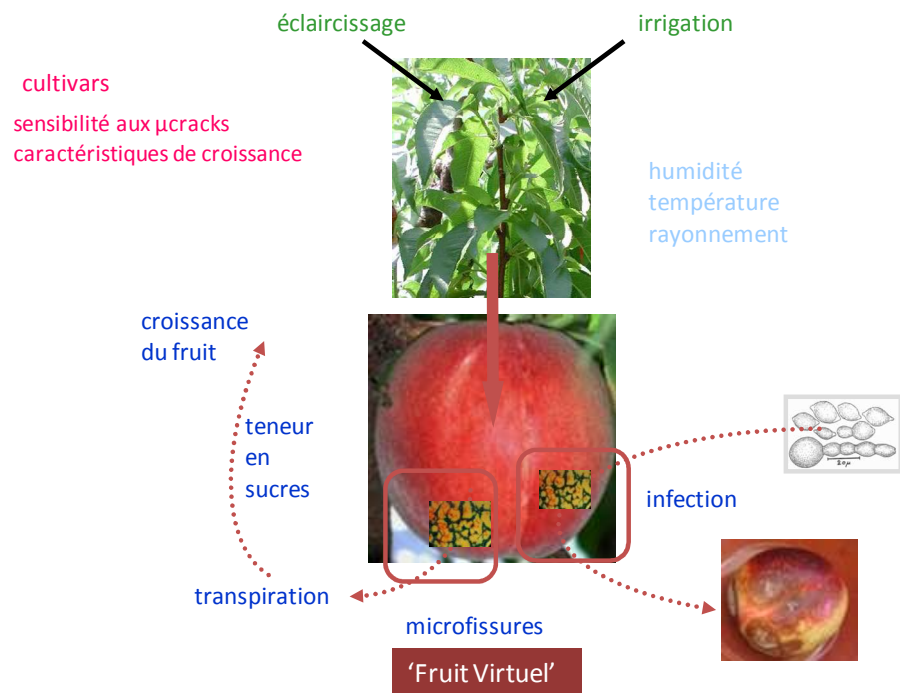 éclaircissage
irrigation
cultivars
sensibilité aux μcracks
caractéristiques de croissance
humidité
température
rayonnement
croissance
du fruit
teneur
en
sucres
20 μ
infection
transpiration
microfissures
‘Fruit Virtuel’